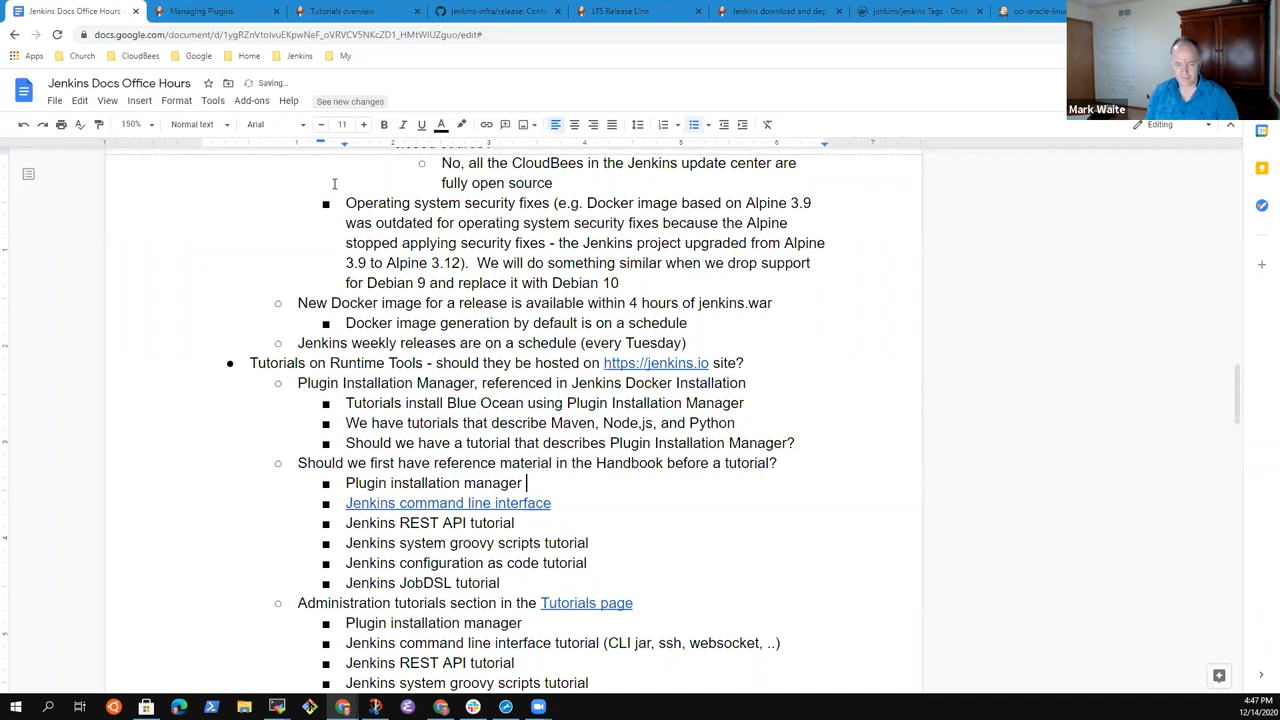 Jenkins Docs Office Hours
Managing Plugins
Tutorials overview
jenkins-infra/release: Conta
LTS Release Line
Jenkins download and dep
jenkins/jenkins Tags - Dock
oci-oracle-linu
docs.google.com/document/d/1ygRZnVtoIvuEKpwNeF_oVRVCV5NKcZD1_HMtWIUZguo/edit#
Apps
Church
CloudBees
Google
Home
Jenkins
My
Jenkins Docs Office Hours
Saving...
File Edit View Insert Format Tools Add-ons Help See new changes
150% Normal text Arial 11 Editing
Mark Waite
1 1 2 3 4 5 6 7
No, all the CloudBees in the Jenkins update center are
fully open source
Operating system security fixes (e.g. Docker image based on Alpine 3.9
was outdated for operating system security fixes because the Alpine
stopped applying security fixes - the Jenkins project upgraded from Alpine
3.9 to Alpine 3.12). We will do something similar when we drop support
for Debian 9 and replace it with Debian 10
New Docker image for a release is available within 4 hours of jenkins.war
Docker image generation by default is on a schedule
Jenkins weekly releases are on a schedule (every Tuesday)
Tutorials on Runtime Tools - should they be hosted on https://jenkins.io site?
Plugin Installation Manager, referenced in Jenkins Docker Installation
Tutorials install Blue Ocean using Plugin Installation Manager
We have tutorials that describe Maven, Node,js, and Python
Should we have a tutorial that describes Plugin Installation Manager?
Should we first have reference material in the Handbook before a tutorial?
Plugin installation manager
Jenkins command line interface
Jenkins REST API tutorial
Jenkins system groovy scripts tutorial
Jenkins configuration as code tutorial
Jenkins JobDSL tutorial
Administration tutorials section in the Tutorials page
Plugin installation manager
Jenkins command line interface tutorial (CLI jar, ssh, websocket, ..)
Jenkins REST API tutorial
Jenkins system groovy scripts tutorial
4:47 PM
12/14/2020